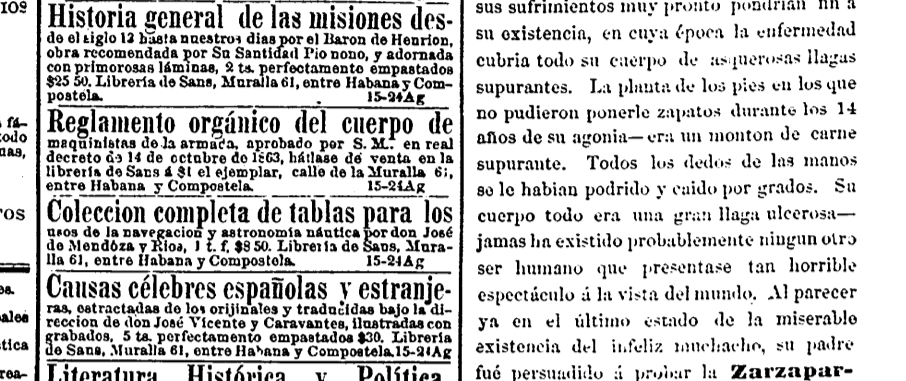 109
fá-
todo
nas,
ros
es.
pales
stica
rea-
Historia general de las misiones des-
de el siglo 12 hasta nuestros dias por el Baron de Henrion,
obra recomendada por Su Santidad Pio nono, y adornada
con primorosas láminas, 2 ts. perfectamente empastados
$25 50. Librería de Sans, Muralla 61, entre Habana y Com-
postela. 15-24Ag
Reglamento orgánico del cuerpo de
maquinistas de la armada, aprobado por S. M. en real
decreto de 14 de octubre de 1863, hállase de venta en la
librería de Sans á $1 el ejemplar, calle de la Muralla 61,
entre Habana y Compostela. 15-24Ag
Coleccion completa de tablas para los
usos de la navegacion y astronomía náutica por don José
de Mendóza y Rios, 1 t. f. $8 50. Librería de Sans, Mura-
lla 61, entre Habana y Compostela. 15-24Ag
Causas célebres españolas y estranje-
ras, estractadas de los orijinales y traducidas bajo la di-
reccion de don José Vicente y Caravantes, ilustradas con
grabados, 5 ts. perfectamente empastados $30. Librería
de Sans, Muralla 61, entre Habana y Compostela. 15-24Ag
Literatura Histórica y Política,
sus sufrimientos muy pronto pondrian fin a
su existencia, en cuya época la enfermedad
cubria todo su cuerpo de asquerosas llagas
supurantes. La planta de los pies en los que
no pudieron ponerle zapatos durante los 14
años de su agonia—era un monton de carne
supurante. Todos los dedos de las manos
se le habian podrido y caido por grados. Su
cuerpo todo era una gran llaga ulcerosa—
jamas ha existido probablemente ningun otro
ser humano que presentase tan horrible
espectáculo á la vista del mundo. Al parecer
ya en el último estado de la miserable
existencia del infeliz muchacho, su padre
fué persuadido á probar la Zarzapar-